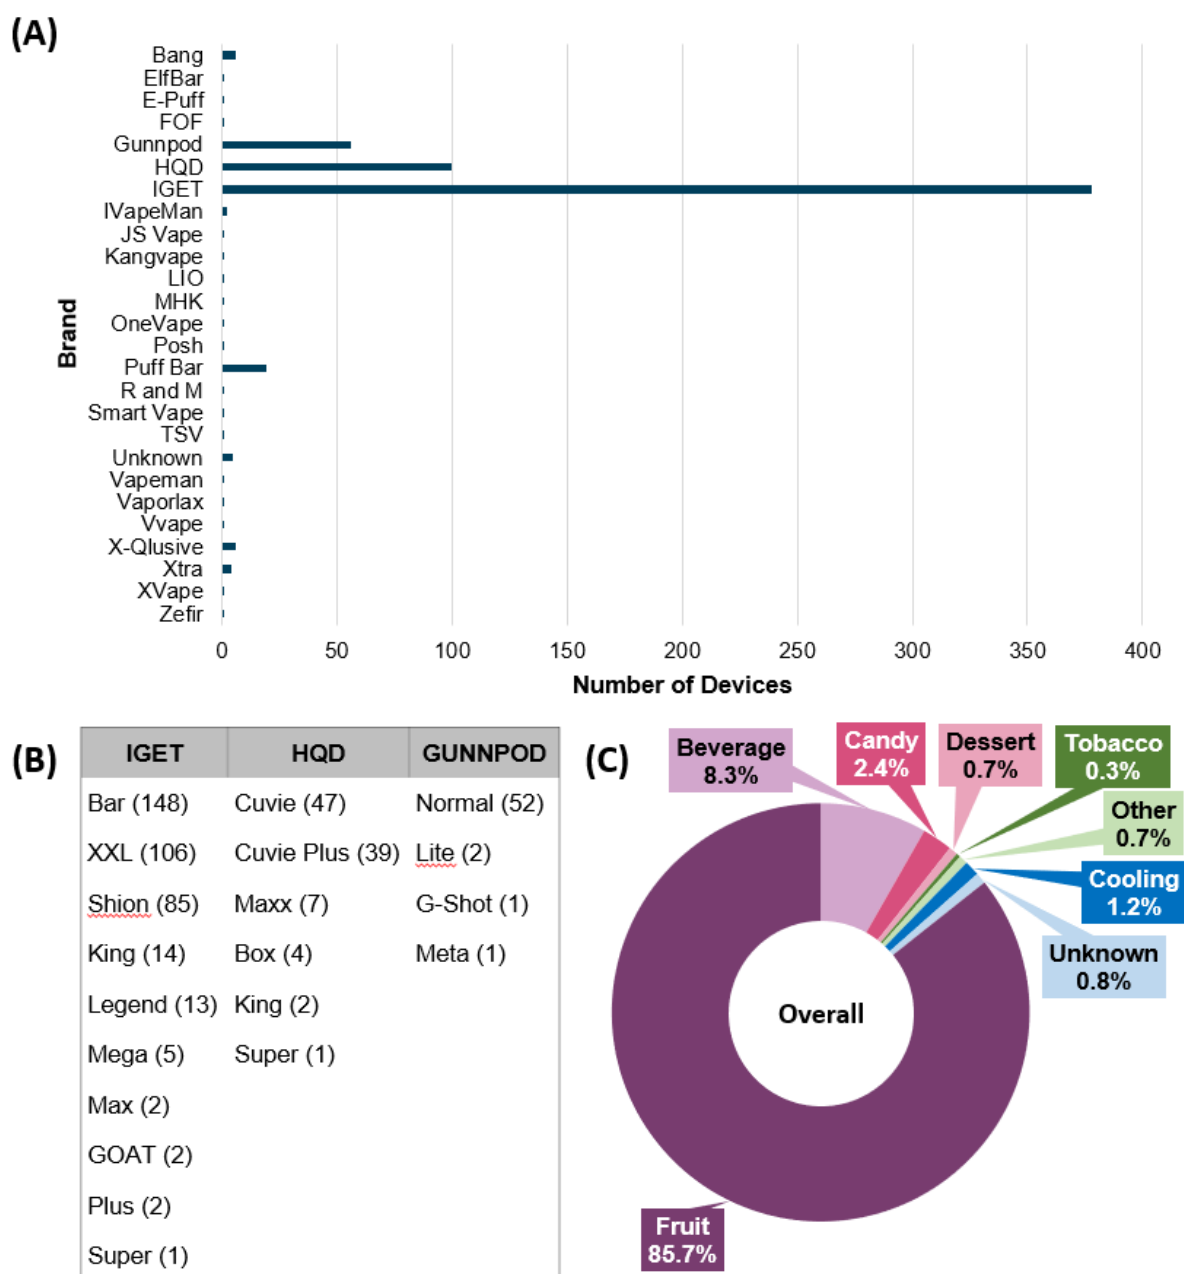 (A)
Bang
ElfBar
E-Puff
FOF
Gunnpod
HQD
IGET
IVapeMan
JS Vape
Kangvape
LIO
MHK
OneVape
Posh
Puff Bar
R and M
Smart Vape
TSV
Unknown
Vapeman
Vaporlax
Vvape
X-Qlusive
Xtra
XVape
Zefir
Brand
0 50 100 150 200 250 300 350 400
Number of Devices
(B)
IGET HQD GUNNPOD
Bar (148) Cuvie (47) Normal (52)
XXL (106) Cuvie Plus (39) Lite (2)
Shion (85) Maxx (7) G-Shot (1)
King (14) Box (4) Meta (1)
Legend (13) King (2)
Mega (5) Super (1)
Max (2)
GOAT (2)
Plus (2)
Super (1)
(C)
Beverage
8.3%
Candy
2.4%
Dessert
0.7%
Tobacco
0.3%
Other
0.7%
Cooling
1.2%
Unknown
0.8%
Overall
Fruit
85.7%